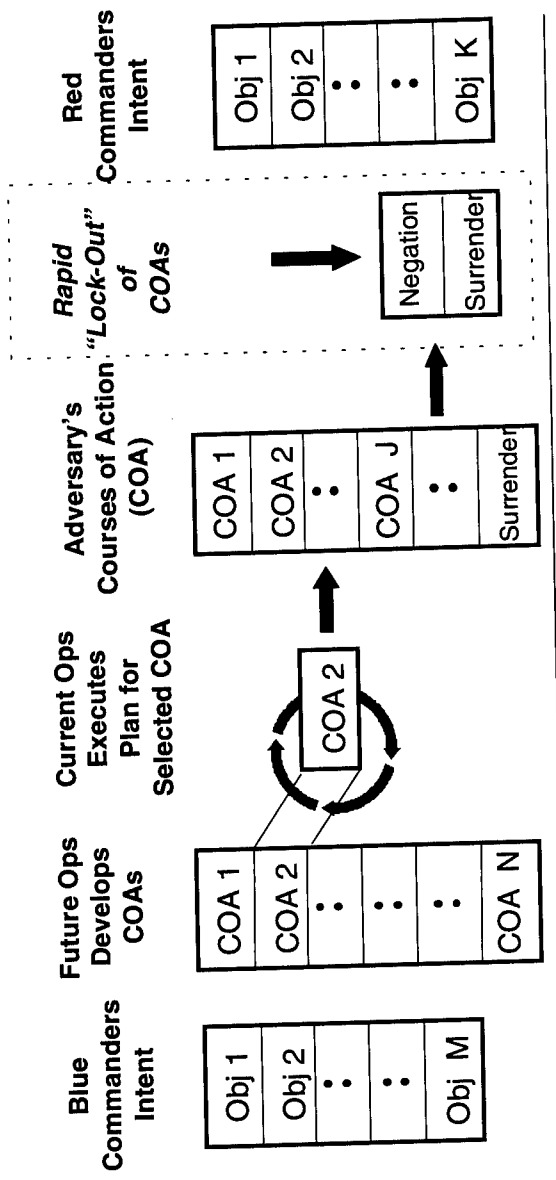 Blue
Commanders
Intent
Obj 1
Obj 2
:
:
Obj M
Future Ops
Develops
COAs
COA 1
COA 2
:
:
:
COA N
Current Ops
Executes
Plan for
Selected COA
COA 2
Adversary's
Courses of Action
(COA)
COA 1
COA 2
:
COA J
:
Surrender
Rapid
"Lock-Out"
of
COAs
Negation
Surrender
Red
Commanders
Intent
Obj 1
Obj 2
:
:
Obj K